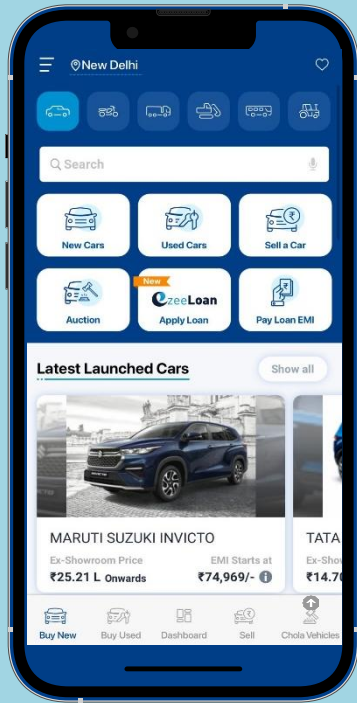 New Delhi
Search
New Cars
Used Cars
Sell a Car
New
ezeeLoan
Auction
Apply Loan
Pay Loan EMI
Latest Launched Cars
Show all
MARUTI SUZUKI INVICTO
TATA
Ex-Showroom Price
EMI Starts at
Ex-Show
₹25.21 L Onwards
₹74,969/-
₹14.70
Buy New
Buy Used
Dashboard
Sell
Chola Vehicles